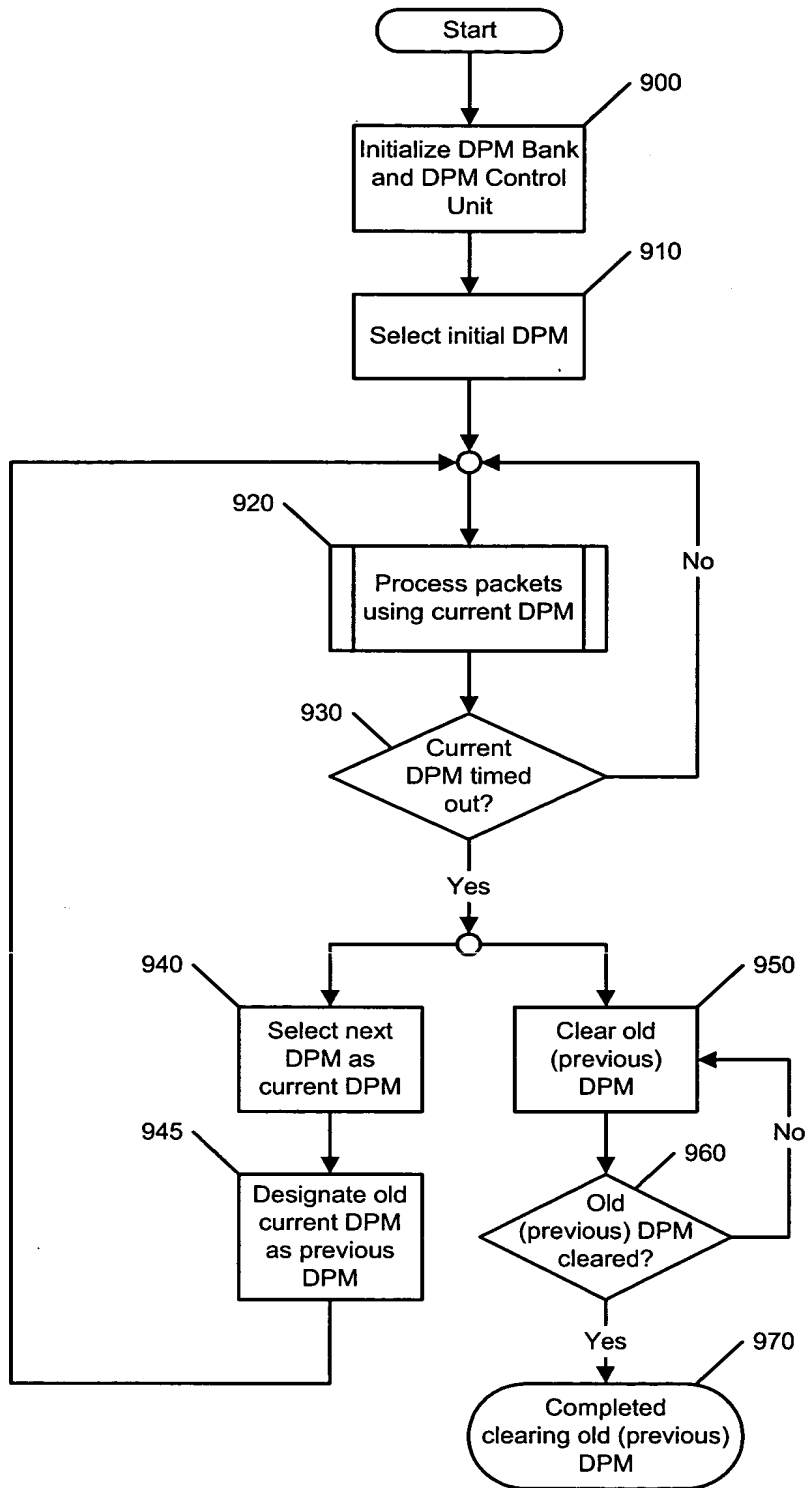 Start
900
Initialize DPM Bank
and DPM Control
Unit
910
Select initial DPM
920
Process packets
using current DPM
No
930
Current
DPM timed
out?
Yes
940
Select next
DPM as
current DPM
950
Clear old
(previous)
DPM
No
945
Designate old
current DPM
as previous
DPM
960
Old
(previous) DPM
cleared?
Yes
970
Completed
clearing old (previous)
DPM